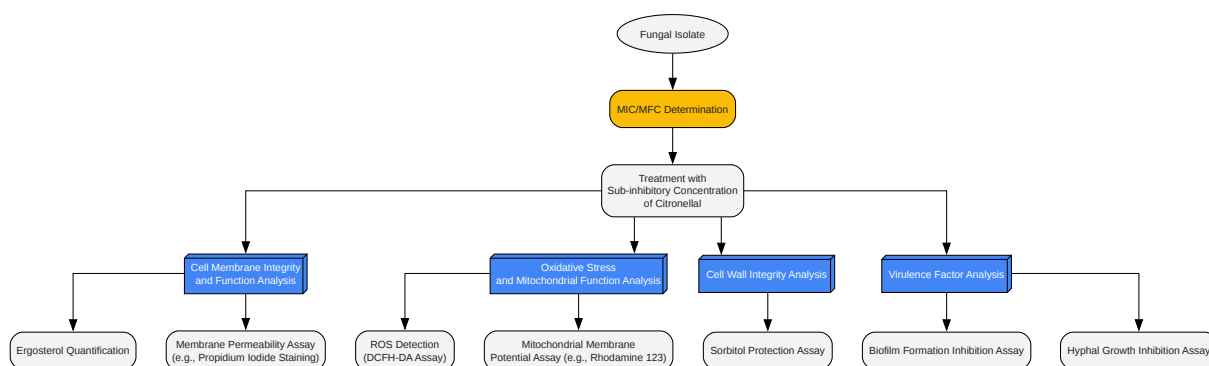 Fungal Isolate
MIC/MFC Determination
Treatment with
Sub-inhibitory Concentration
of Citronellal
Cell Membrane Integrity
and Function Analysis
Oxidative Stress
and Mitochondrial Function Analysis
Cell Wall Integrity Analysis
Virulence Factor Analysis
Ergosterol Quantification
Membrane Permeability Assay
(e.g., Propidium Iodide Staining)
ROS Detection
(DCFH-DA Assay)
Mitochondrial Membrane
Potential Assay (e.g., Rhodamine 123)
Sorbitol Protection Assay
Biofilm Formation Inhibition Assay
Hyphal Growth Inhibition Assay